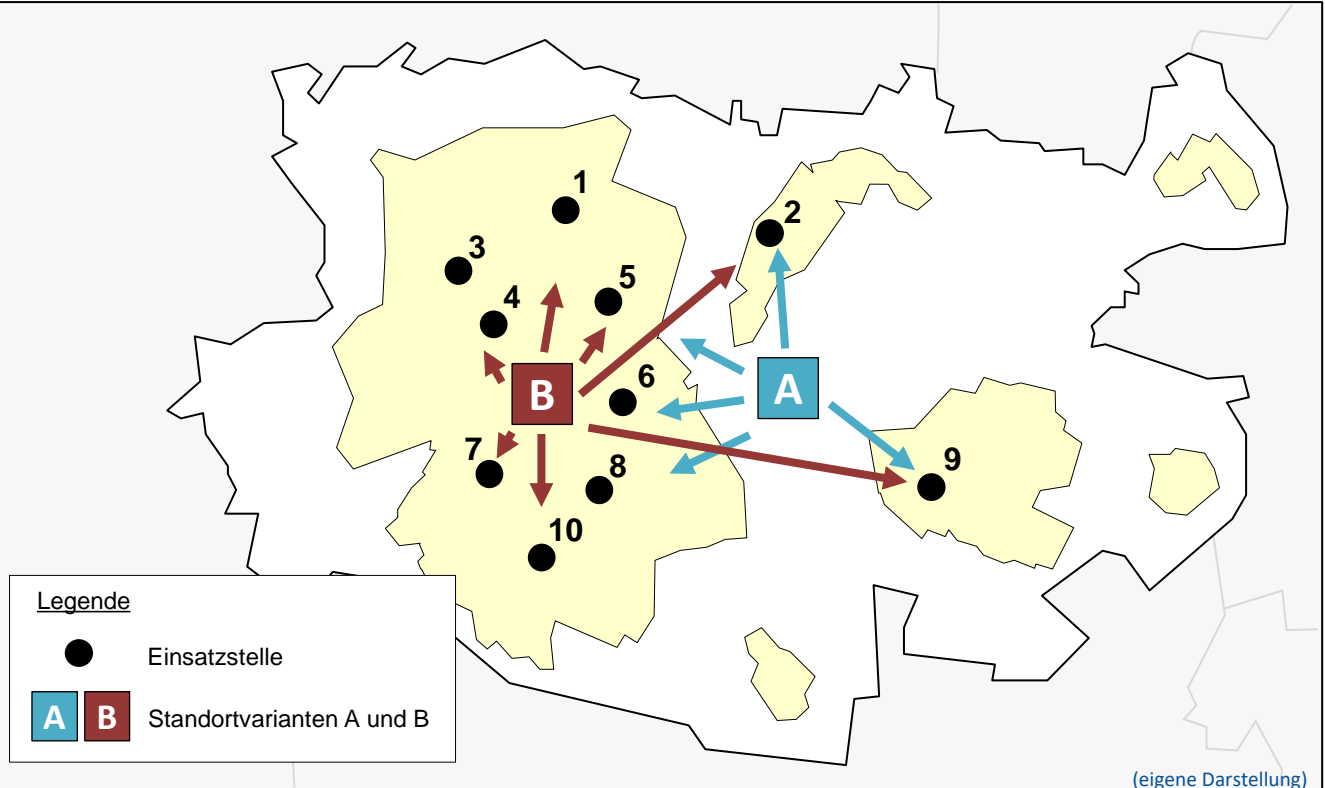 1
2
3
5
4
6
B
A
7
8
9
10
Legende
Einsatzstelle
A B Standortvarianten A und B
(eigene Darstellung)